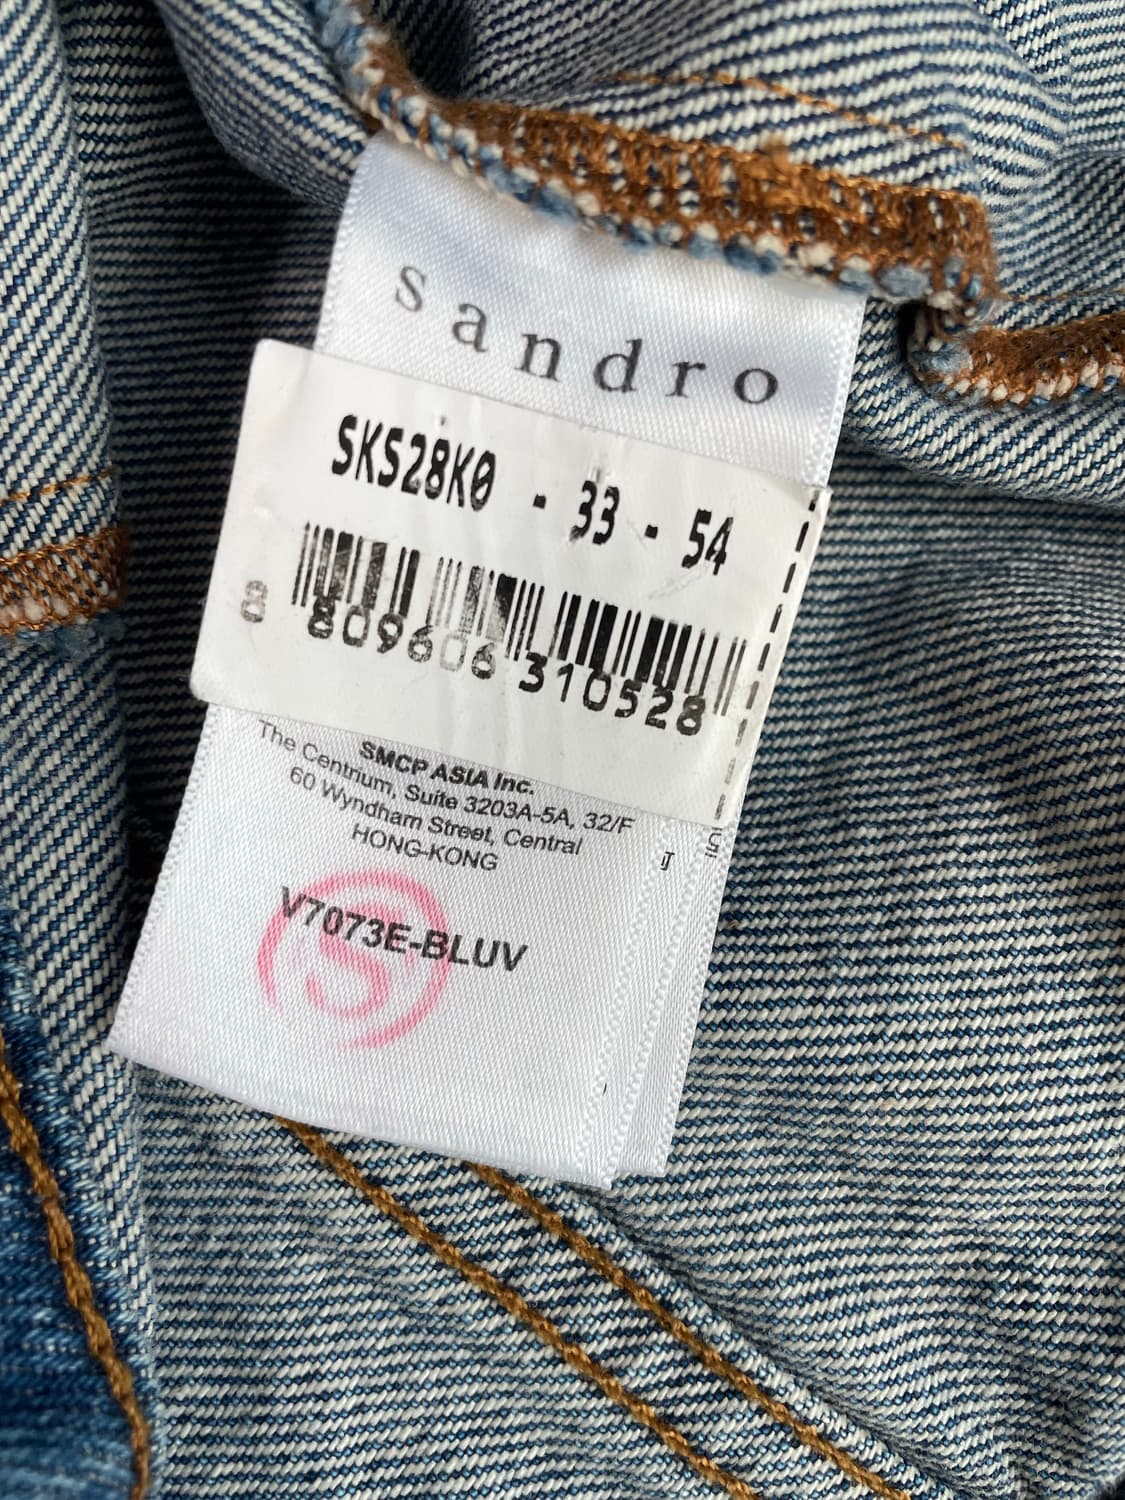 sandro
SKS28K0 - 33 - 54
8 809606 310528
SMCP ASIA Inc.
The Centrium, Suite 3203A-5A, 32/F
60 Wyndham Street, Central
HONG-KONG
V7073E-BLUV
S